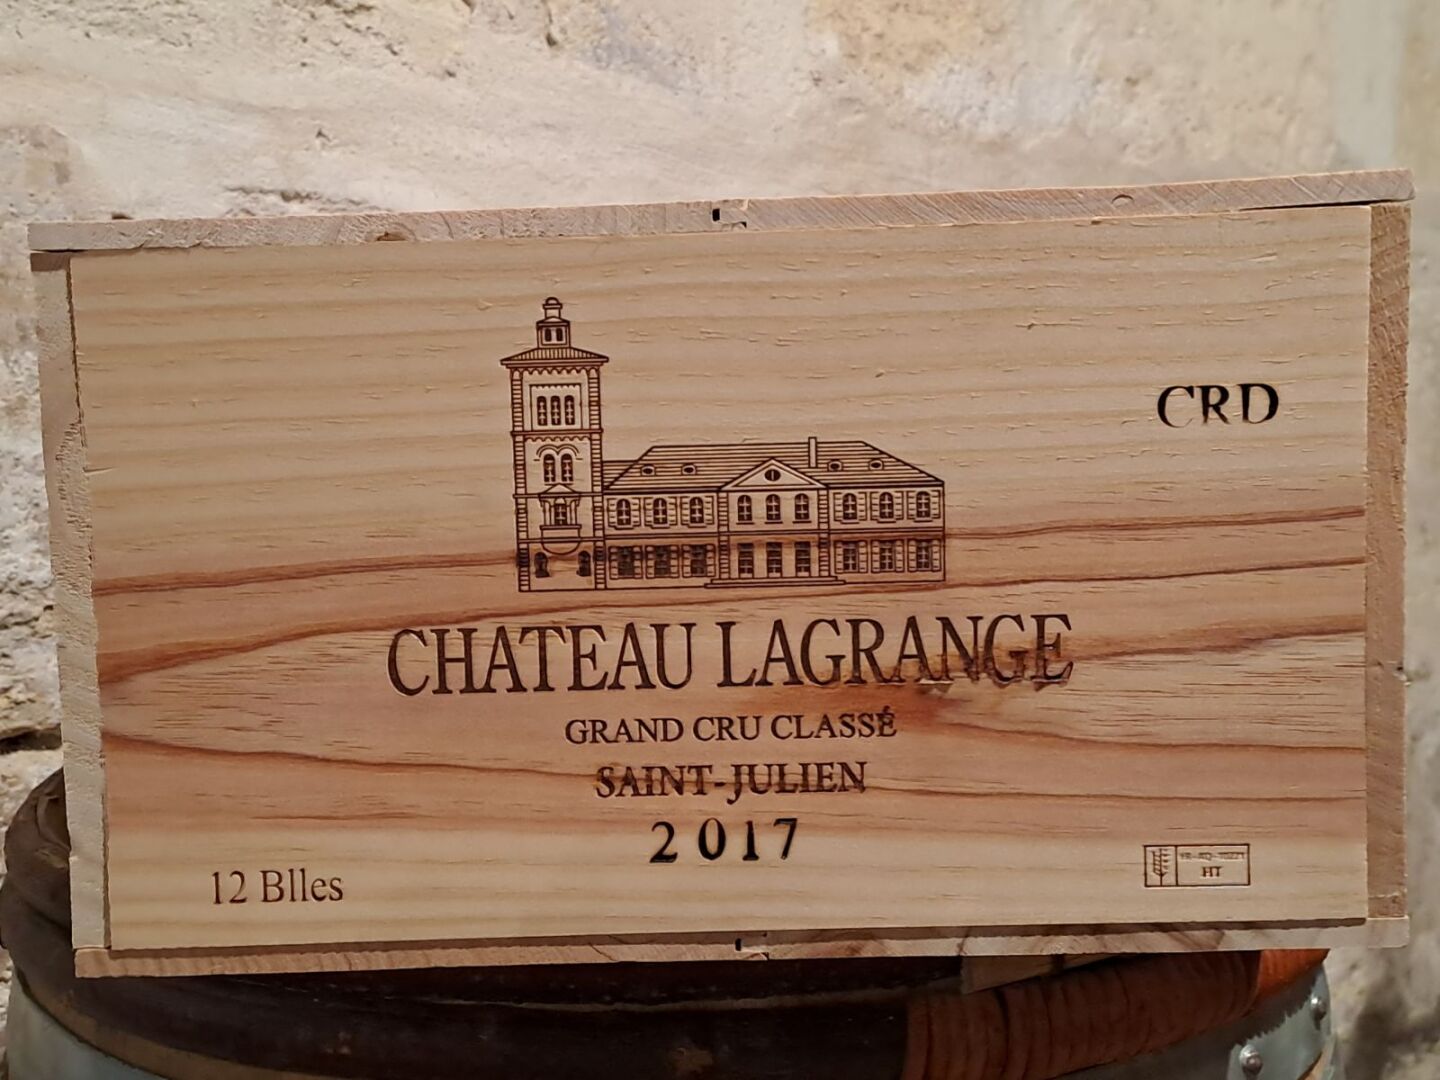 CRD
CHATEAU LAGRANGE
GRAND CRU CLASSÉ
SAINT-JULIEN
2017
12 Blles
HT